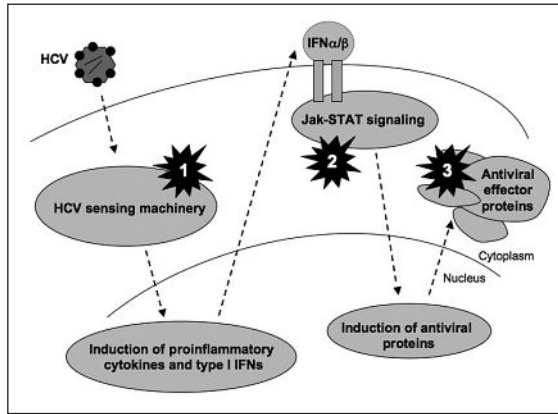 HCV
IFNα/β
Jak-STAT signaling
1
2
3
HCV sensing machinery
Antiviral
effector
proteins
Cytoplasm
Nucleus
Induction of proinflammatory
cytokines and type I IFNs
Induction of antiviral
proteins